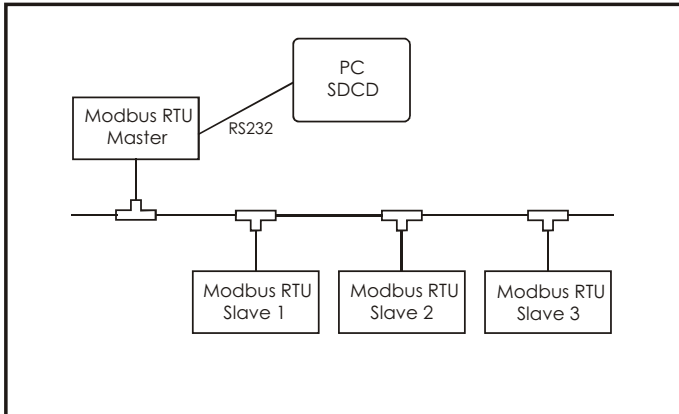 PC
SDCD
Modbus RTU
Master
RS232
Modbus RTU
Slave 1
Modbus RTU
Slave 2
Modbus RTU
Slave 3